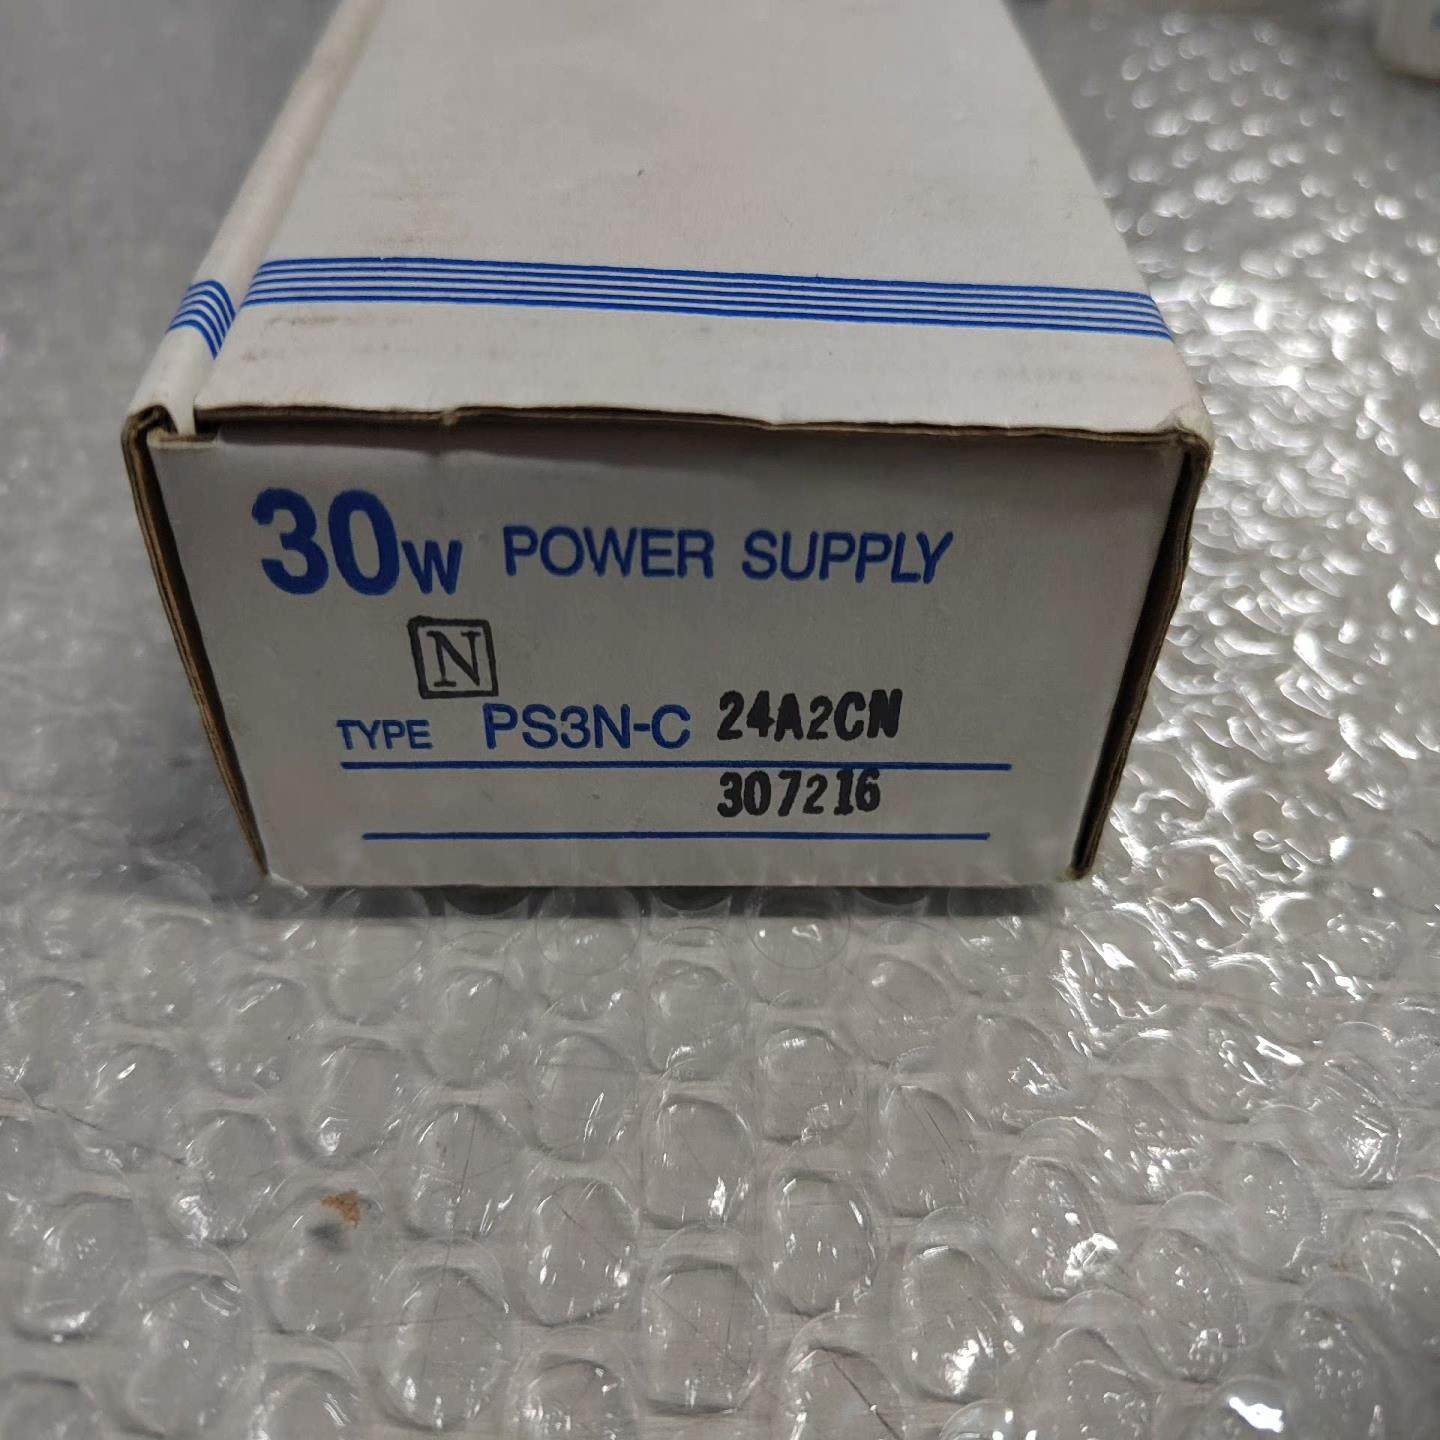 30W POWER SUPPLY
N
TYPE PS3N-C 24A2CN
307216